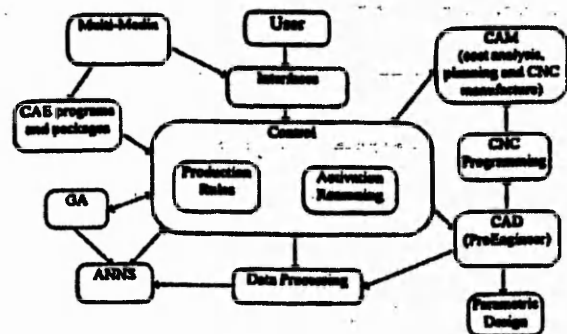 Multi-Media
User
CAM
(cost analysis,
planning and CNC
manufacture)
Interfaces
CAE programs
and packages
Control
CNC
Programming
Production
Rules
Activation
Reasoning
GA
CAD
(ProEngineer)
ANNS
Data Processing
Parametric
Design